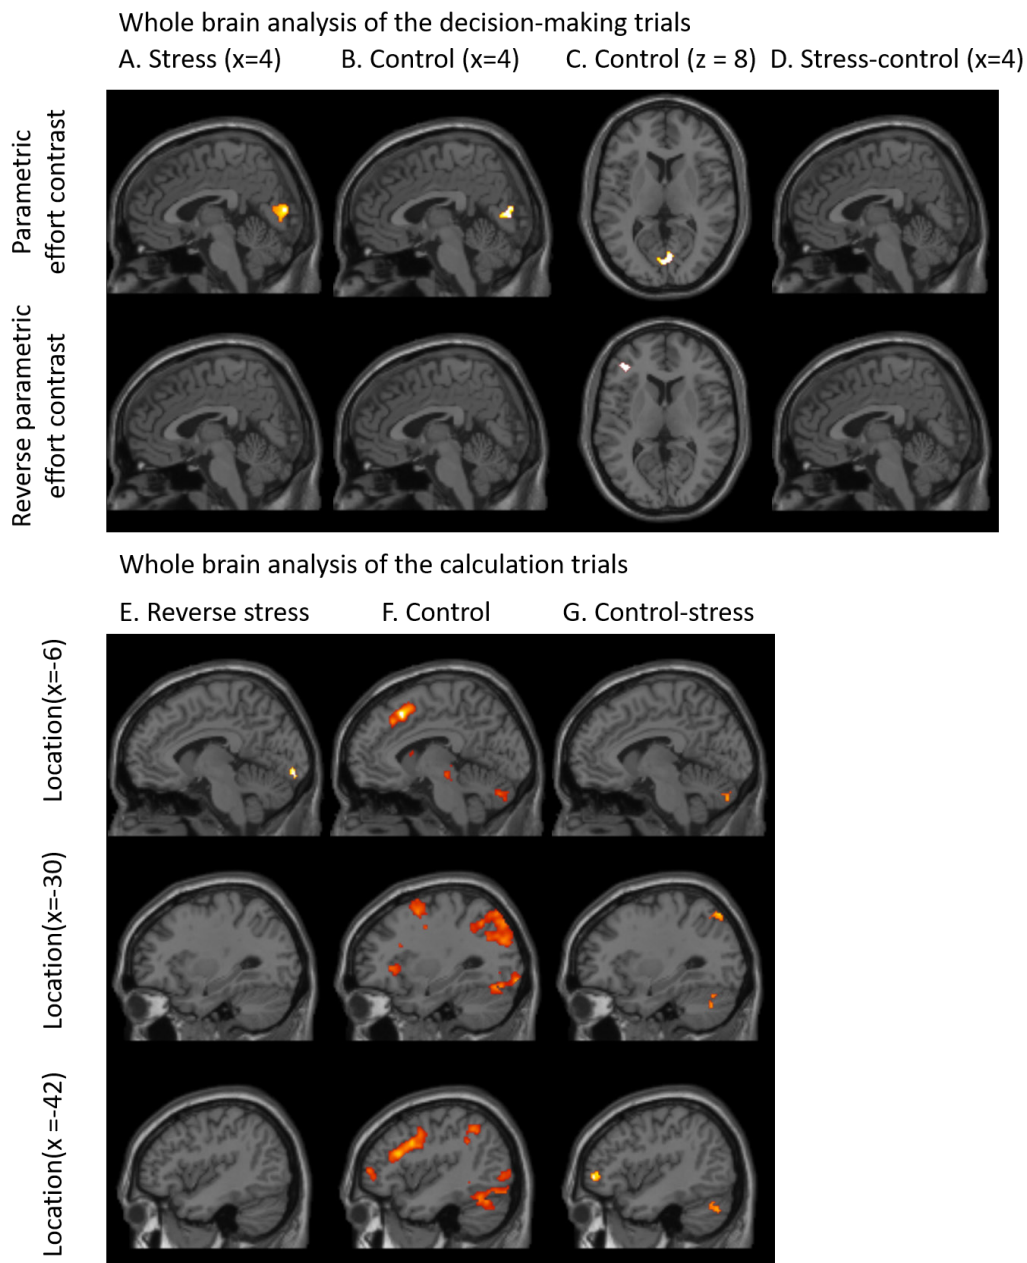 Whole brain analysis of the decision-making trials
A. Stress (x=4)
B. Control (x=4)
C. Control (z = 8)
D. Stress-control (x=4)
Parametric
effort contrast
Reverse parametric
effort contrast
Whole brain analysis of the calculation trials
E. Reverse stress
F. Control
G. Control-stress
Location(x=-6)
Location(x=-30)
Location(x =-42)